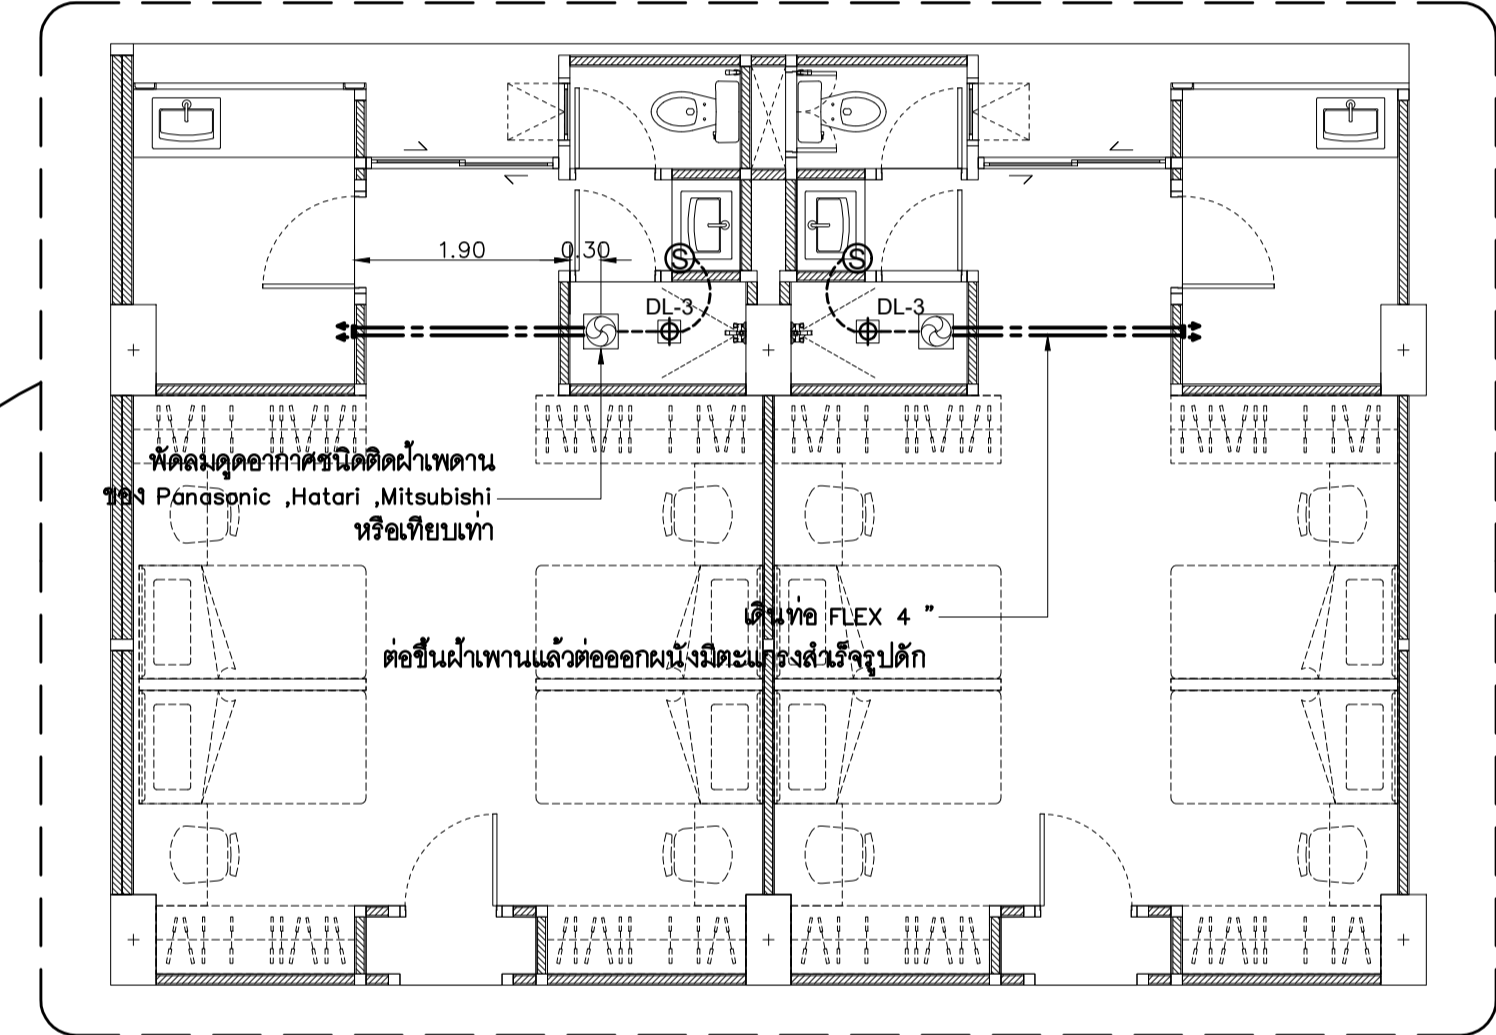 1.90
0.30
S
S
DL-3
DL-3
พัดลมดูดอากาศชนิดติดฝ้าเพดาน
ของ Panasonic ,Hatari ,Mitsubishi
หรือเทียบเท่า
เดินท่อ FLEX 4 "
ต่อขึ้นฝ้าเพานแล้วต่อออกผนังมีตะแกรงสำเร็จรูปดัก